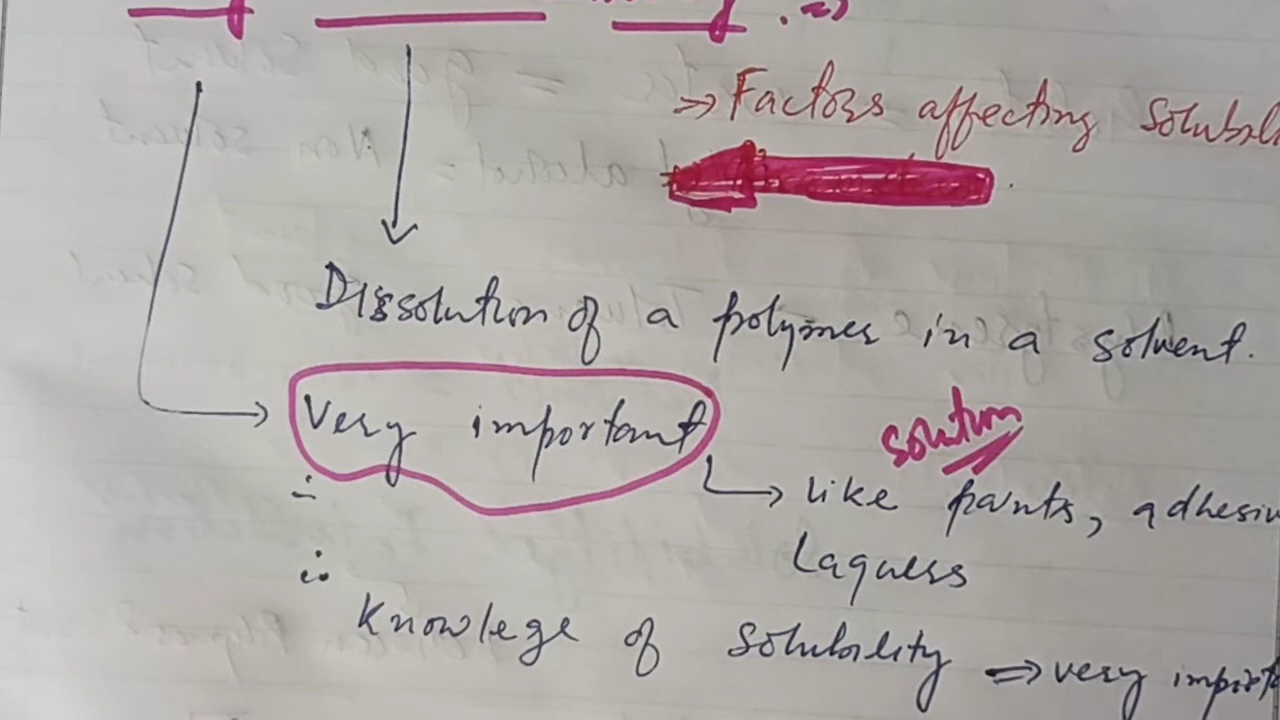 ⇒ Factors affecting Solubil
Dissolution of a polymer in a solvent.
Very important
solution
↳ like paints, adhesiv
Laquers
∴ Knowlege of solubility ⇒ very importa